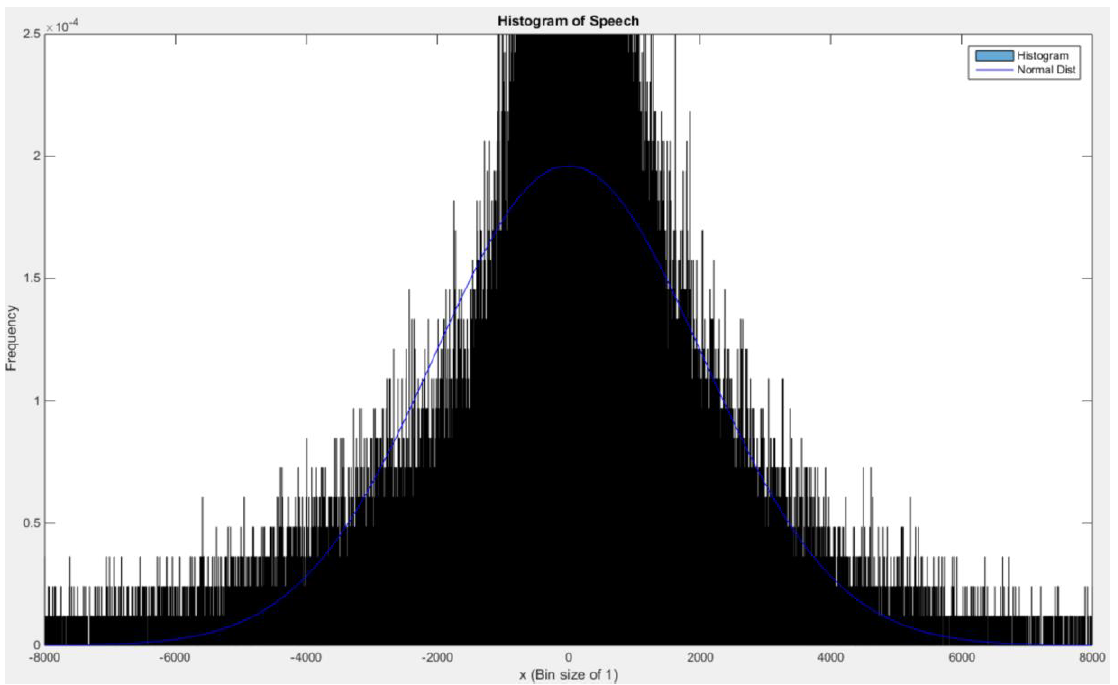 Histogram of Speech
×10-4
Histogram
Normal Dist
2.5
2
1.5
1
0.5
0
Frequency
-8000 -6000 -4000 -2000 0 2000 4000 6000 8000
x (Bin size of 1)